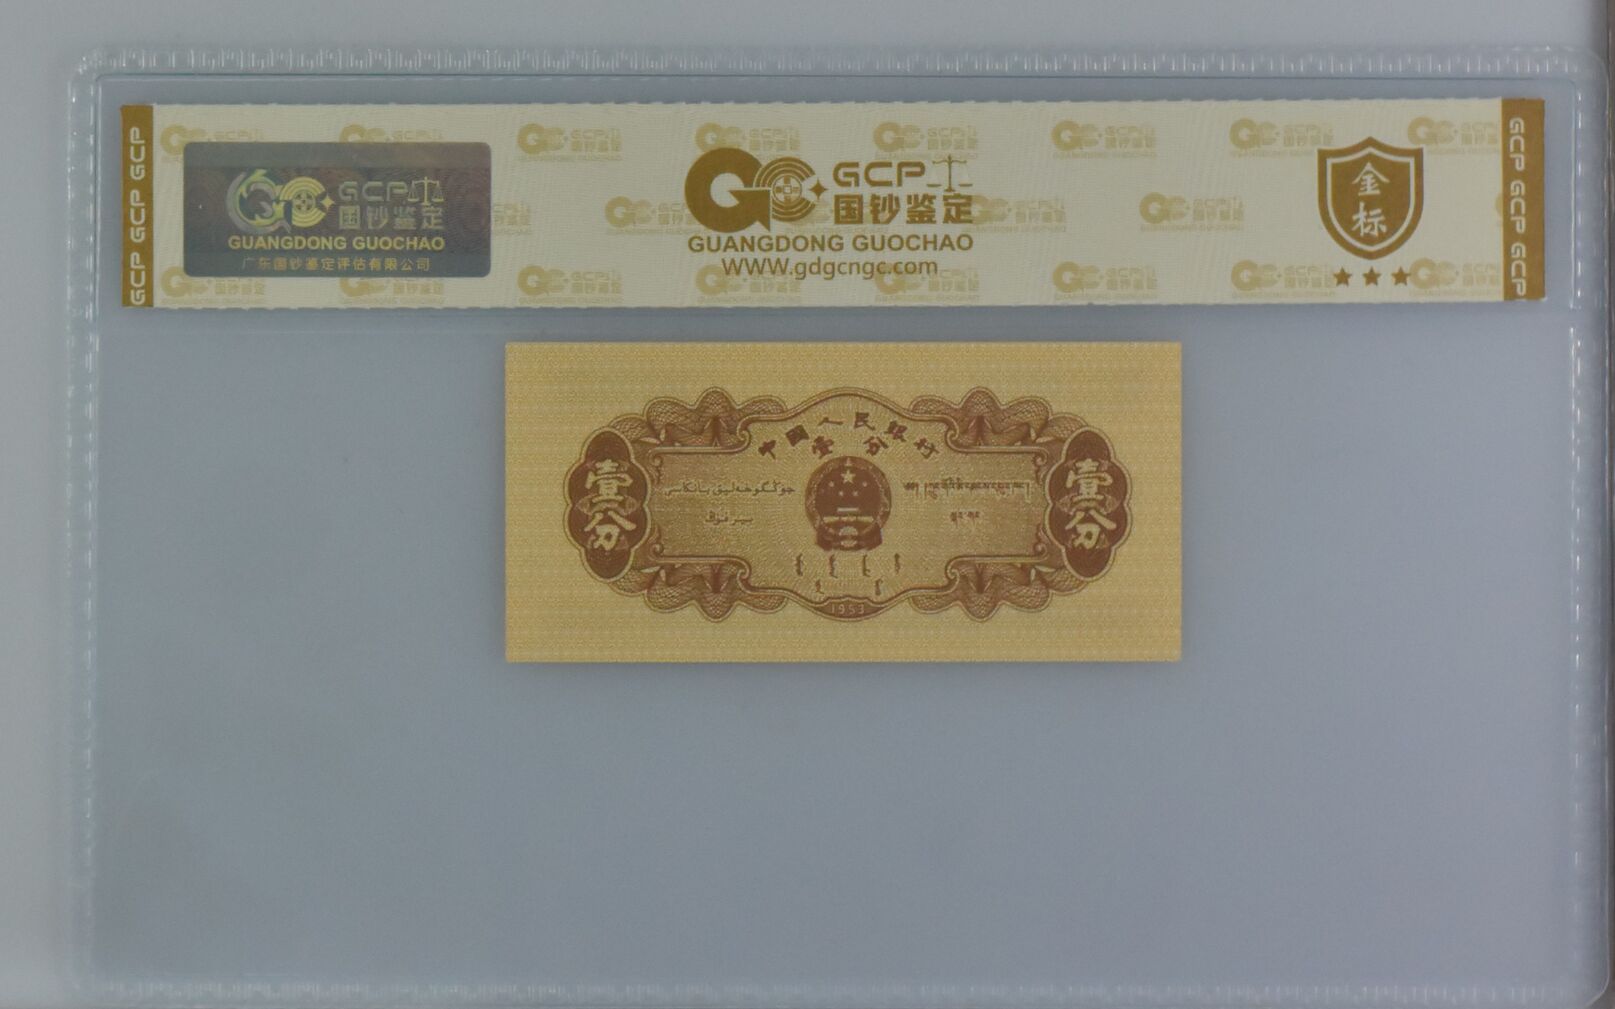 GCP GCP GCP
GCP
国钞鉴定
GUANGDONG GUOCHAO
广东国钞鉴定评估有限公司
GCP
国钞鉴定
GUANGDONG GUOCHAO
WWW.gdgcngc.com
金标
GCP GCP GCP
中国人民银行
壹分
壹分
壹分
1953